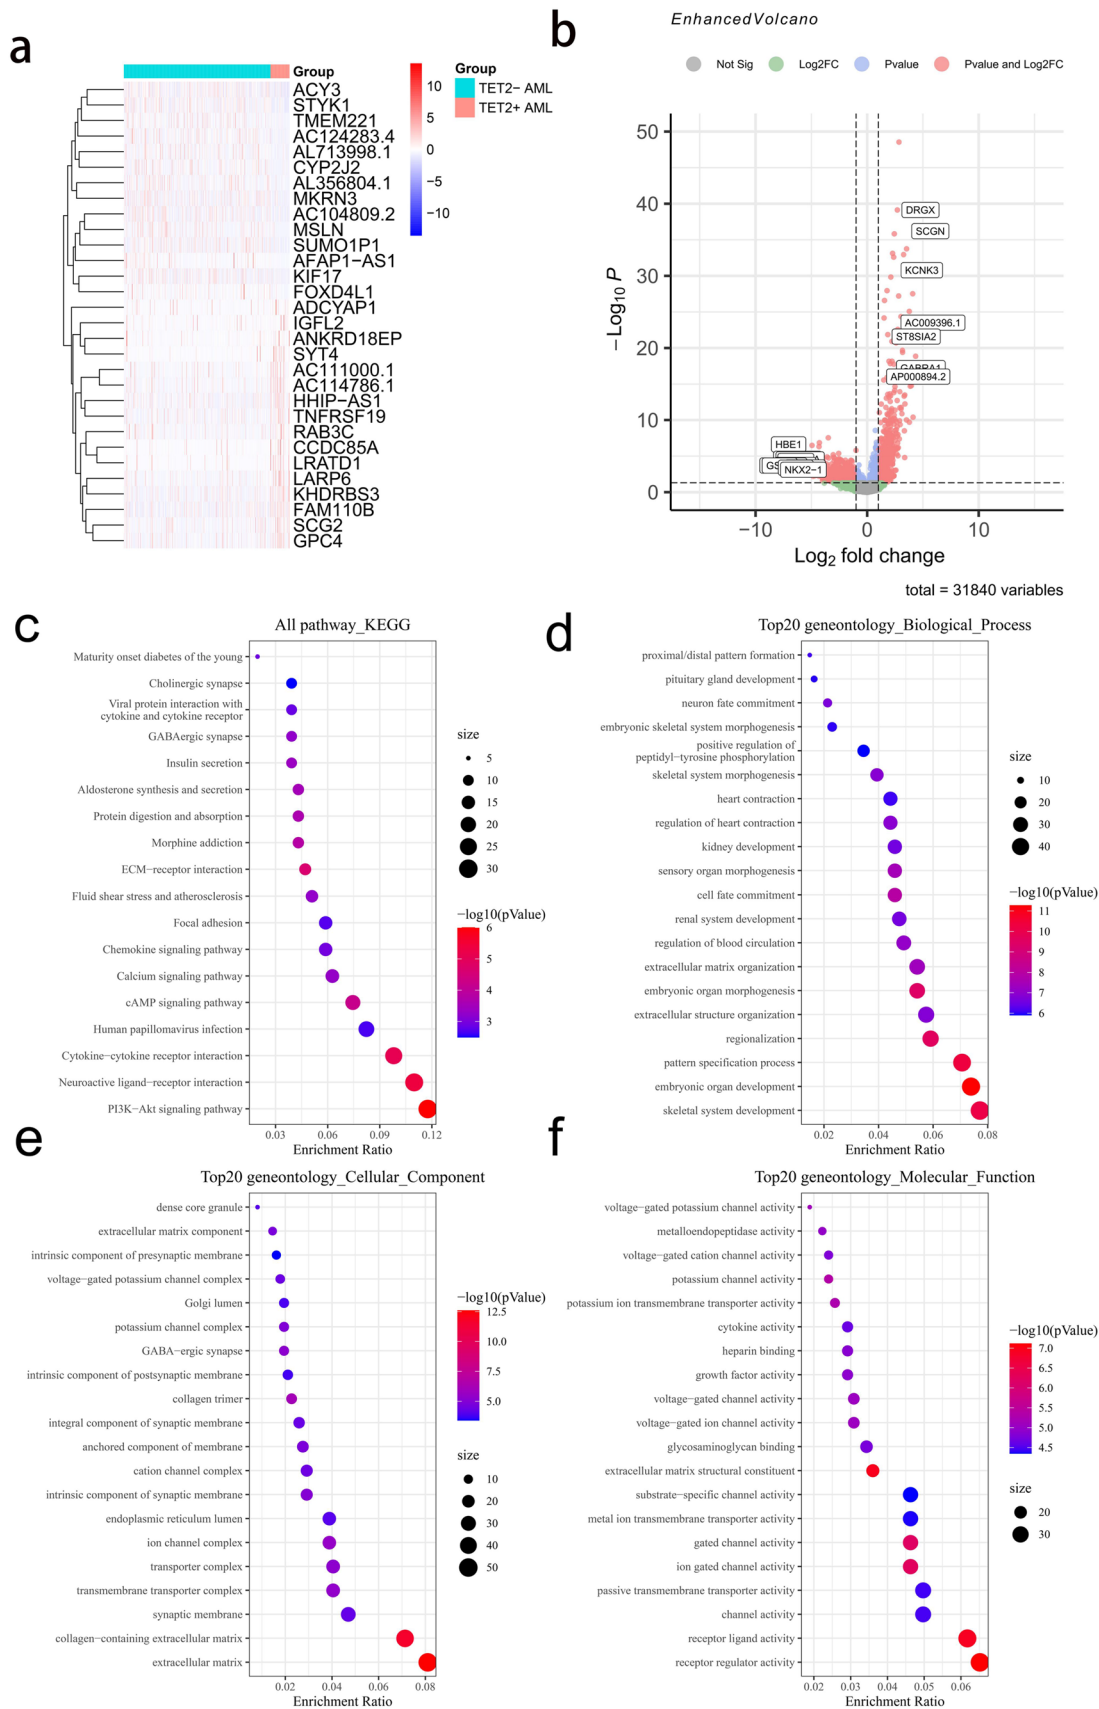 a
Group
ACY3
STYK1
TMEM221
AC124283.4
AL713998.1
CYP2J2
AL356804.1
MKRN3
AC104809.2
MSLN
SUMO1P1
AFAP1−AS1
KIF17
FOXD4L1
ADCYAP1
IGFL2
ANKRD18EP
SYT4
AC111000.1
AC114786.1
HHIP−AS1
TNFRSF19
RAB3C
CCDC85A
LRATD1
LARP6
KHDRBS3
FAM110B
SCG2
GPC4
10
5
0
−5
−10
Group
TET2− AML
TET2+ AML
b
EnhancedVolcano
Not Sig
Log2FC
Pvalue
Pvalue and Log2FC
50
40
30
20
10
0
−Log10 P
DRGX
SCGN
KCNK3
AC009396.1
ST8SIA2
GABRA1
AP000894.2
HBE1
NKX2−1
−10
0
10
Log2 fold change
total = 31840 variables
c
All pathway_KEGG
Maturity onset diabetes of the young
Cholinergic synapse
Viral protein interaction with
cytokine and cytokine receptor
GABAergic synapse
Insulin secretion
Aldosterone synthesis and secretion
Protein digestion and absorption
Morphine addiction
ECM−receptor interaction
Fluid shear stress and atherosclerosis
Focal adhesion
Chemokine signaling pathway
Calcium signaling pathway
cAMP signaling pathway
Human papillomavirus infection
Cytokine−cytokine receptor interaction
Neuroactive ligand−receptor interaction
PI3K−Akt signaling pathway
0.03
0.06
0.09
0.12
Enrichment Ratio
size
5
10
15
20
25
30
−log10(pValue)
6
5
4
3
d
Top20 geneontology_Biological_Process
proximal/distal pattern formation
pituitary gland development
neuron fate commitment
embryonic skeletal system morphogenesis
positive regulation of
peptidyl−tyrosine phosphorylation
skeletal system morphogenesis
heart contraction
regulation of heart contraction
kidney development
sensory organ morphogenesis
cell fate commitment
renal system development
regulation of blood circulation
extracellular matrix organization
embryonic organ morphogenesis
extracellular structure organization
regionalization
pattern specification process
embryonic organ development
skeletal system development
0.02
0.04
0.06
0.08
Enrichment Ratio
size
10
20
30
40
−log10(pValue)
11
10
9
8
7
6
e
Top20 geneontology_Cellular_Component
dense core granule
extracellular matrix component
intrinsic component of presynaptic membrane
voltage−gated potassium channel complex
Golgi lumen
potassium channel complex
GABA−ergic synapse
intrinsic component of postsynaptic membrane
collagen trimer
integral component of synaptic membrane
anchored component of membrane
cation channel complex
intrinsic component of synaptic membrane
endoplasmic reticulum lumen
ion channel complex
transporter complex
transmembrane transporter complex
synaptic membrane
collagen−containing extracellular matrix
extracellular matrix
0.02
0.04
0.06
0.08
Enrichment Ratio
−log10(pValue)
12.5
10.0
7.5
5.0
size
10
20
30
40
50
f
Top20 geneontology_Molecular_Function
voltage−gated potassium channel activity
metalloendopeptidase activity
voltage−gated cation channel activity
potassium channel activity
potassium ion transmembrane transporter activity
cytokine activity
heparin binding
growth factor activity
voltage−gated channel activity
voltage−gated ion channel activity
glycosaminoglycan binding
extracellular matrix structural constituent
substrate−specific channel activity
metal ion transmembrane transporter activity
gated channel activity
ion gated channel activity
passive transmembrane transporter activity
channel activity
receptor ligand activity
receptor regulator activity
0.02
0.03
0.04
0.05
0.06
Enrichment Ratio
−log10(pValue)
7.0
6.5
6.0
5.5
5.0
4.5
size
20
30